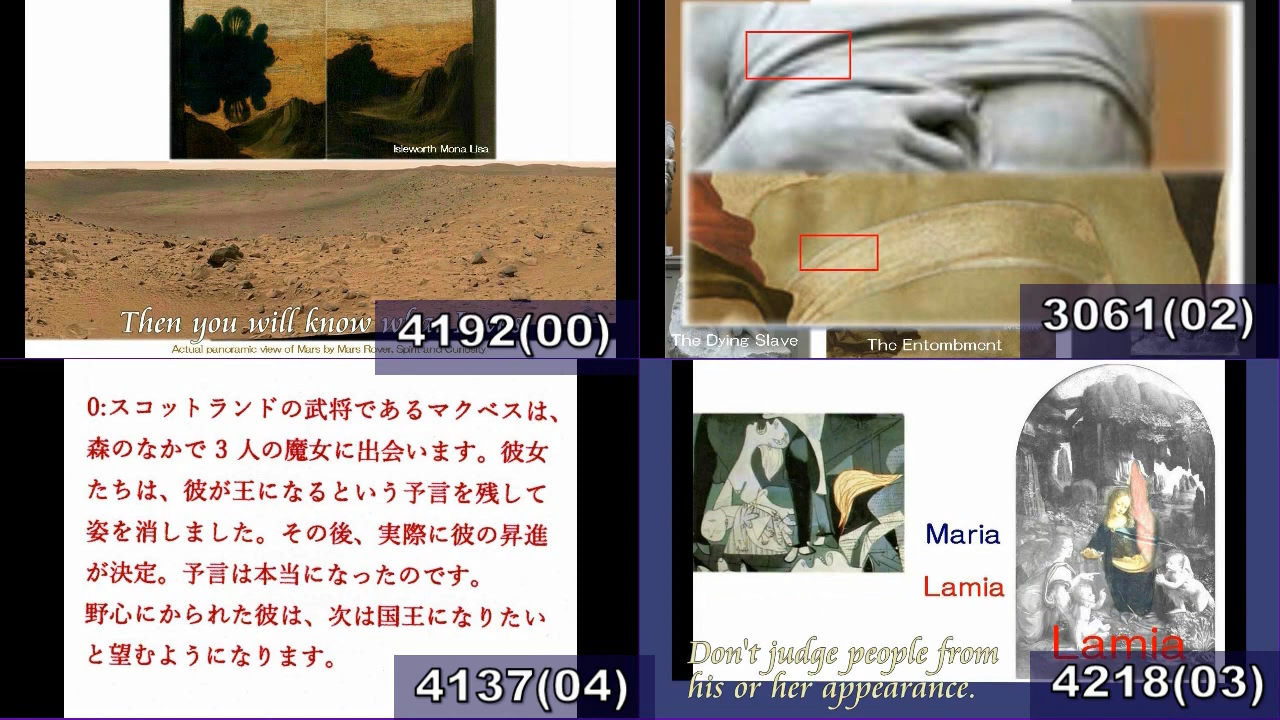 Isleworth Mona Lisa
Then you will know
4192(00)
Actual panoramic view of Mars by Mars Rover, Spirit and Curiosity
3061(02)
The Dying Slave
The Entombment
0:スコットランドの武将であるマクベスは、
森のなかで 3 人の魔女に出会います。彼女
たちは、彼が王になるという予言を残して
姿を消しました。その後、実際に彼の昇進
が決定。予言は本当になったのです。
野心にかられた彼は、次は国王になりたい
と望むようになります。
4137(04)
Maria
Lamia
Lamia
Don't judge people from
his or her appearance.
4218(03)